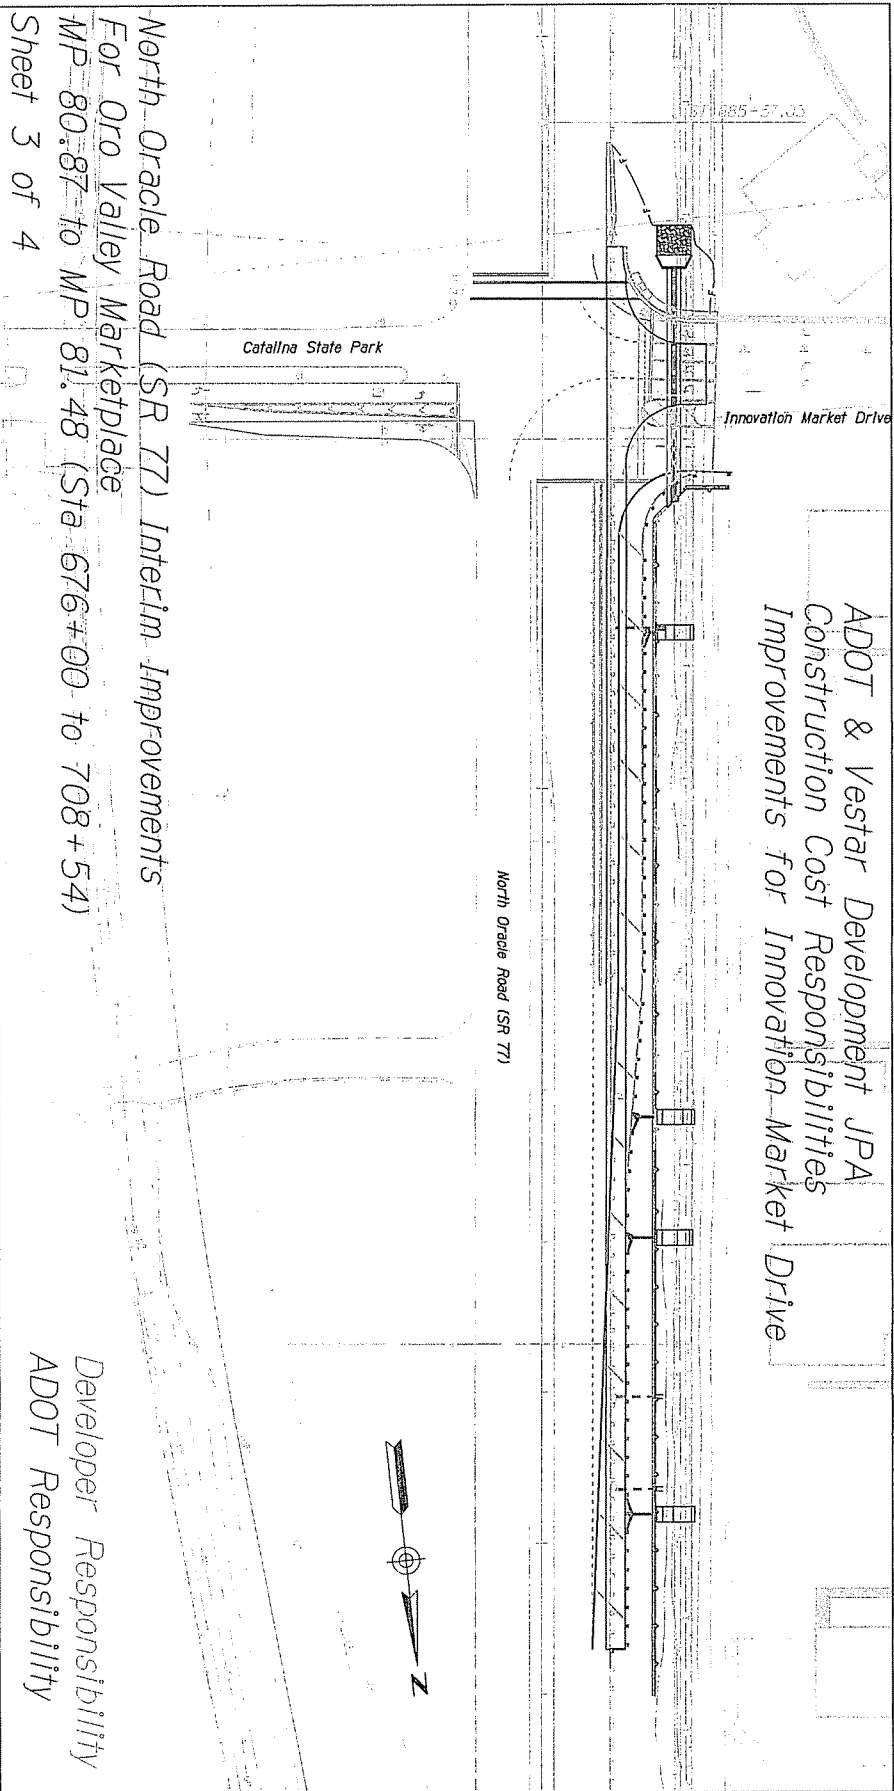 ADOT & Vestar Development JPA
Construction Cost Responsibilities
Improvements for Innovation Market Drive
Innovation Market Drive
Catalina State Park
North Oracle Road (SR 77)
N
North Oracle Road (SR 77) Interim Improvements
For Oro Valley Marketplace
MP 80.87 to MP 81.48 (Sta 676+00 to 708+54)
Sheet 3 of 4
Developer Responsibility
ADOT Responsibility